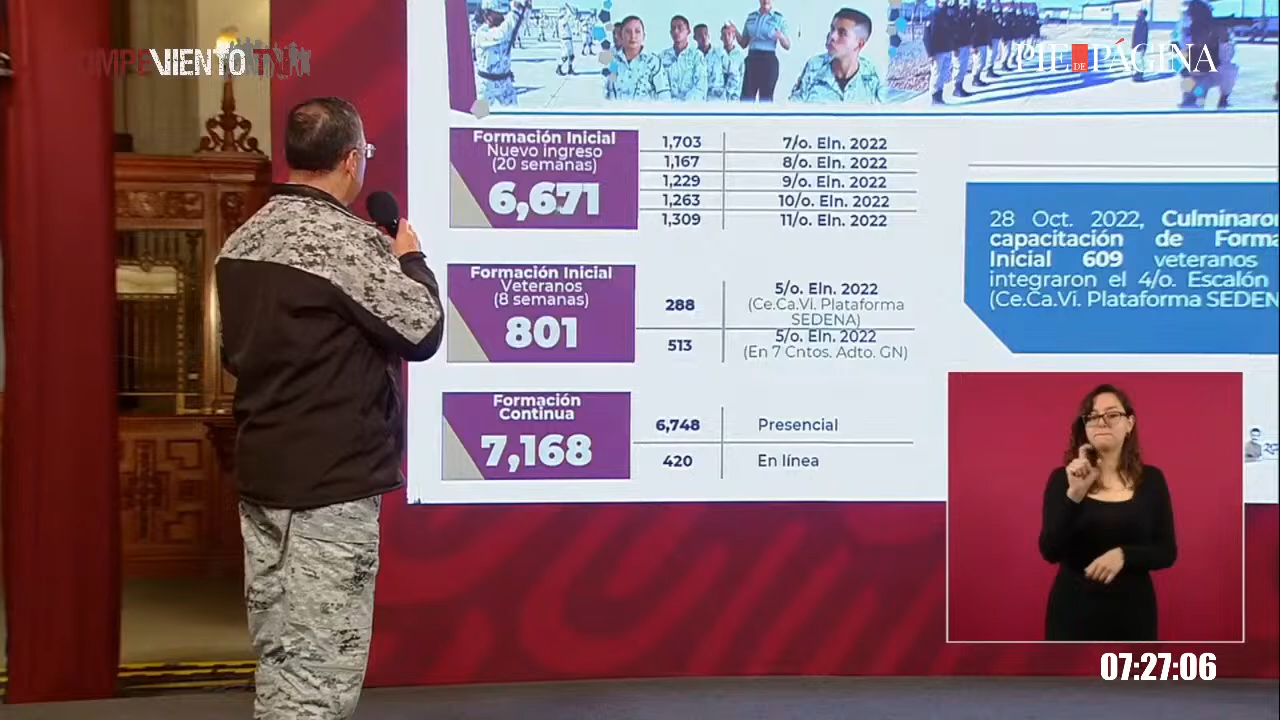 ROMPEVIENTO TV
PIE DE PÁGINA
Formación Inicial
Nuevo ingreso
(20 semanas)
6,671
1,703 7/o. Eln. 2022
1,167 8/o. Eln. 2022
1,229 9/o. Eln. 2022
1,263 10/o. Eln. 2022
1,309 11/o. Eln. 2022
Formación Inicial
Veteranos
(8 semanas)
801
288 5/o. Eln. 2022
(Ce.Ca.Vi. Plataforma
SEDENA)
513 5/o. Eln. 2022
(En 7 Cntos. Adto. GN)
Formación
Continua
7,168
6,748 Presencial
420 En línea
28 Oct. 2022, Culminaron
capacitación de Forma
Inicial 609 veteranos
integraron el 4/o. Escalón
(Ce.Ca.Vi. Plataforma SEDEN
07:27:06